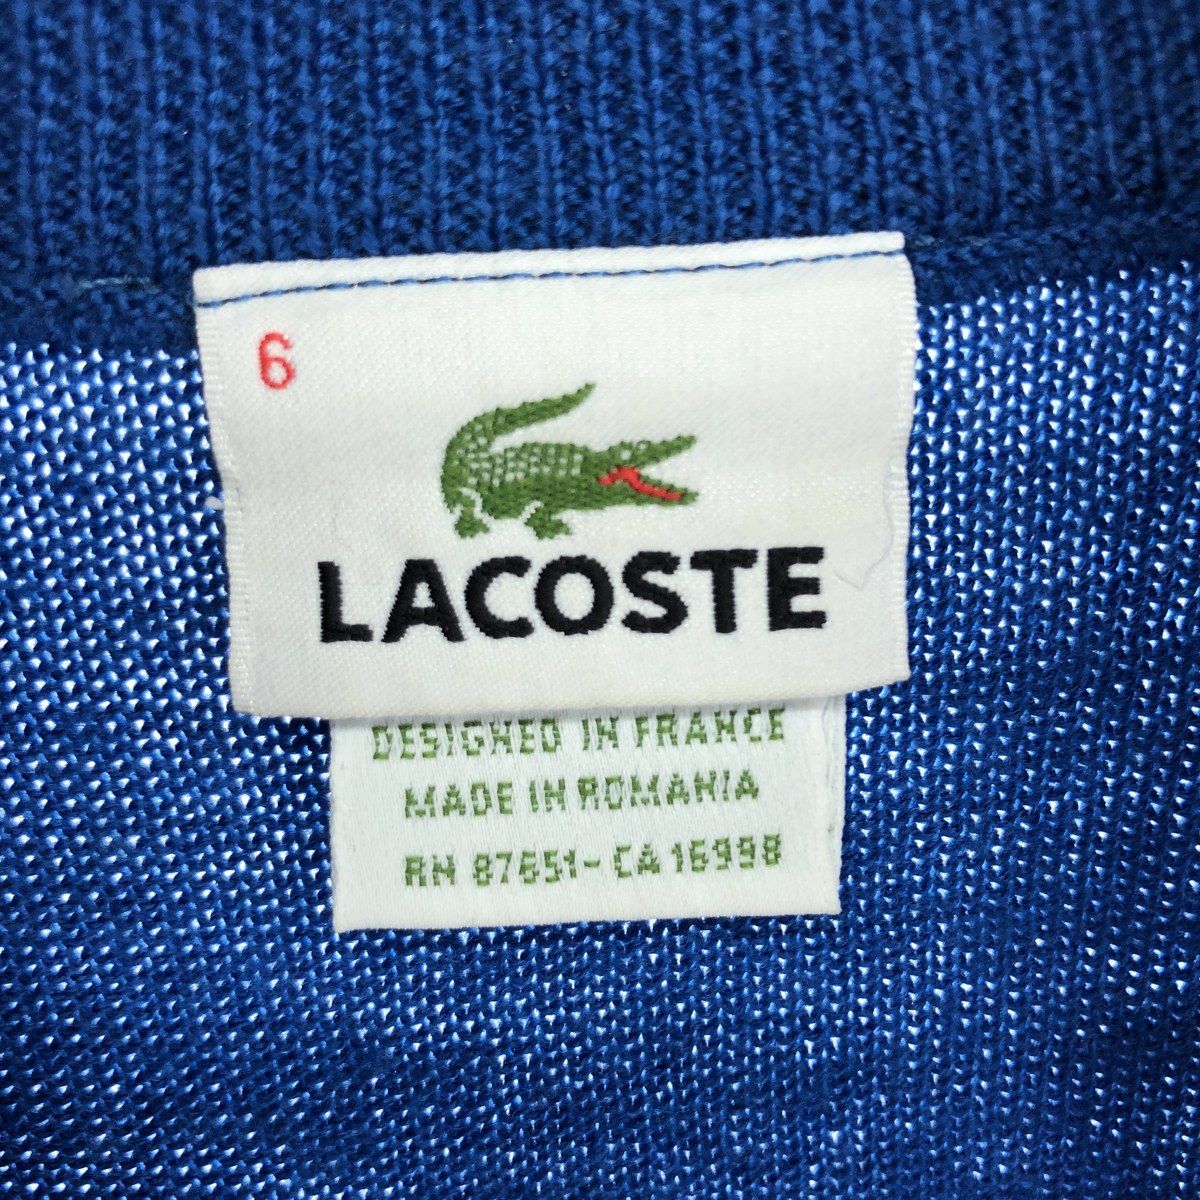 6
LACOSTE
DESIGNED IN FRANCE
MADE IN ROMANIA
RN 87651-CA 16998